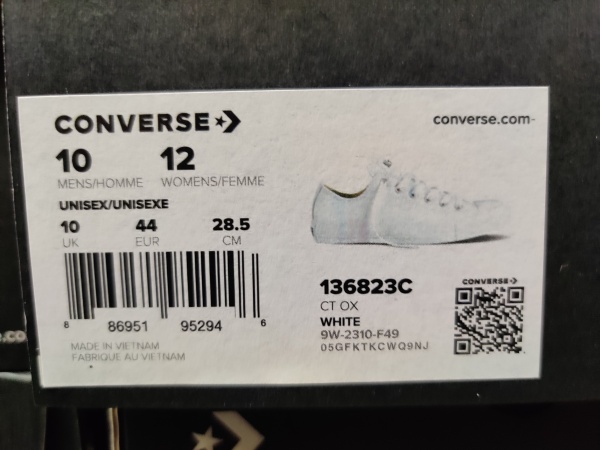 CONVERSE
converse.com
10 12
MENS/HOMME WOMENS/FEMME
UNISEX/UNISEXE
10 44 28.5
UK EUR CM
8 86951 95294 6
MADE IN VIETNAM
FABRIQUE AU VIETNAM
136823C
CT OX
WHITE
9W-2310-F49
05GFKTKCWQ9NJ
CONVERSE
.co